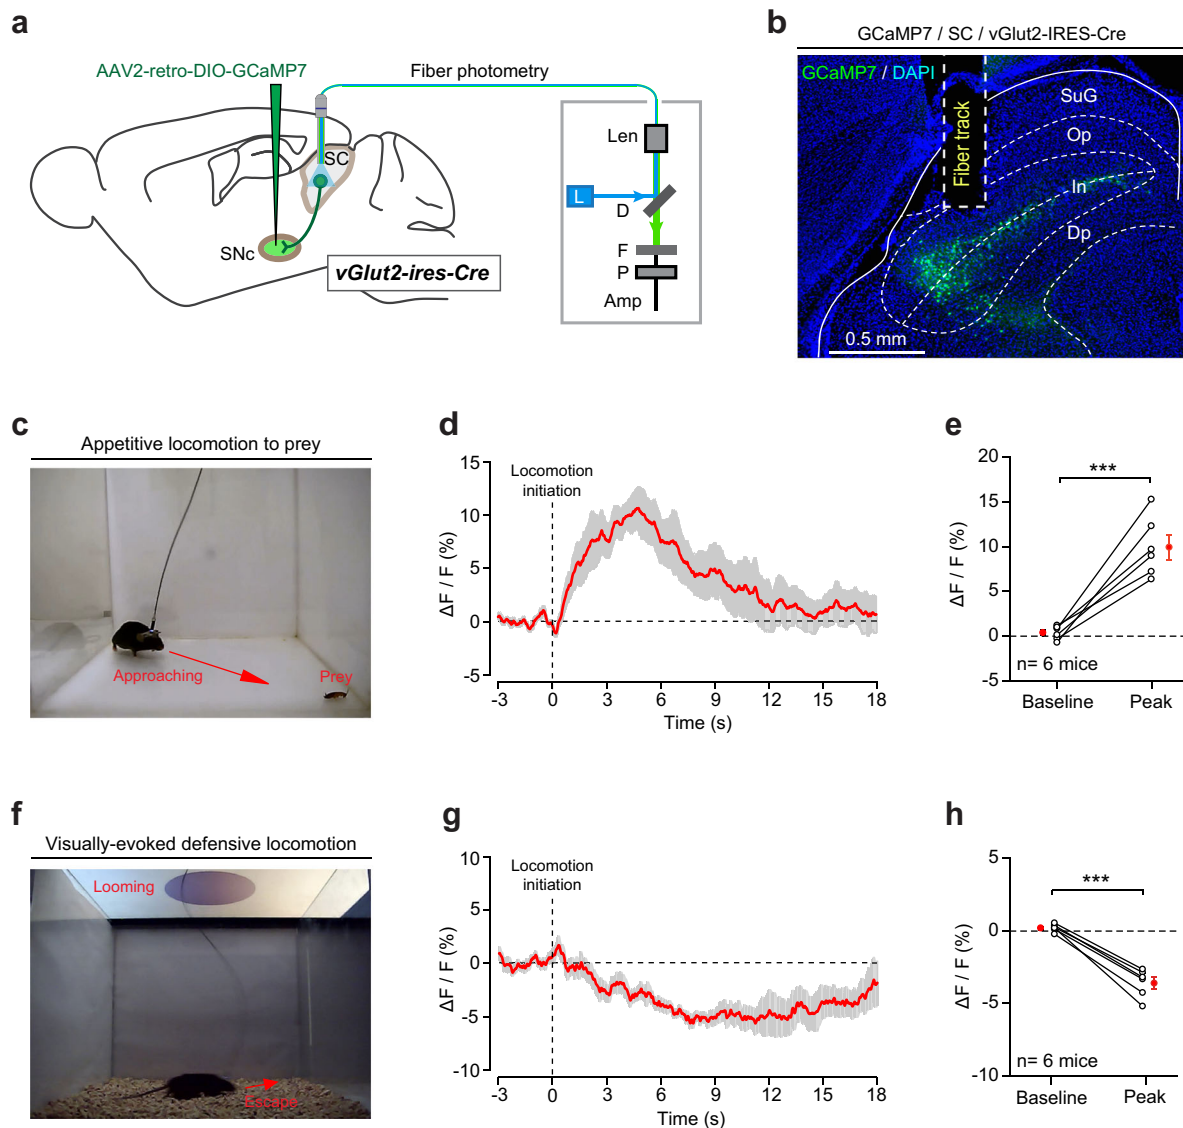 a
AAV2-retro-DIO-GCaMP7
Fiber photometry
SC
SNc
vGlut2-ires-Cre
Len
L
D
F
P
Amp
b
GCaMP7 / SC / vGlut2-IRES-Cre
GCaMP7 / DAPI
Fiber track
SuG
Op
In
Dp
0.5 mm
c
Appetitive locomotion to prey
Approaching
Prey
d
Locomotion
initiation
ΔF / F (%)
15
10
5
0
-5
-3 0 3 6 9 12 15 18
Time (s)
e
ΔF / F (%)
20
15
10
5
0
-5
***
n= 6 mice
Baseline Peak
f
Visually-evoked defensive locomotion
Looming
Escape
g
Locomotion
initiation
ΔF / F (%)
10
5
0
-5
-10
-3 0 3 6 9 12 15 18
Time (s)
h
ΔF / F (%)
5
0
-5
-10
***
n= 6 mice
Baseline Peak